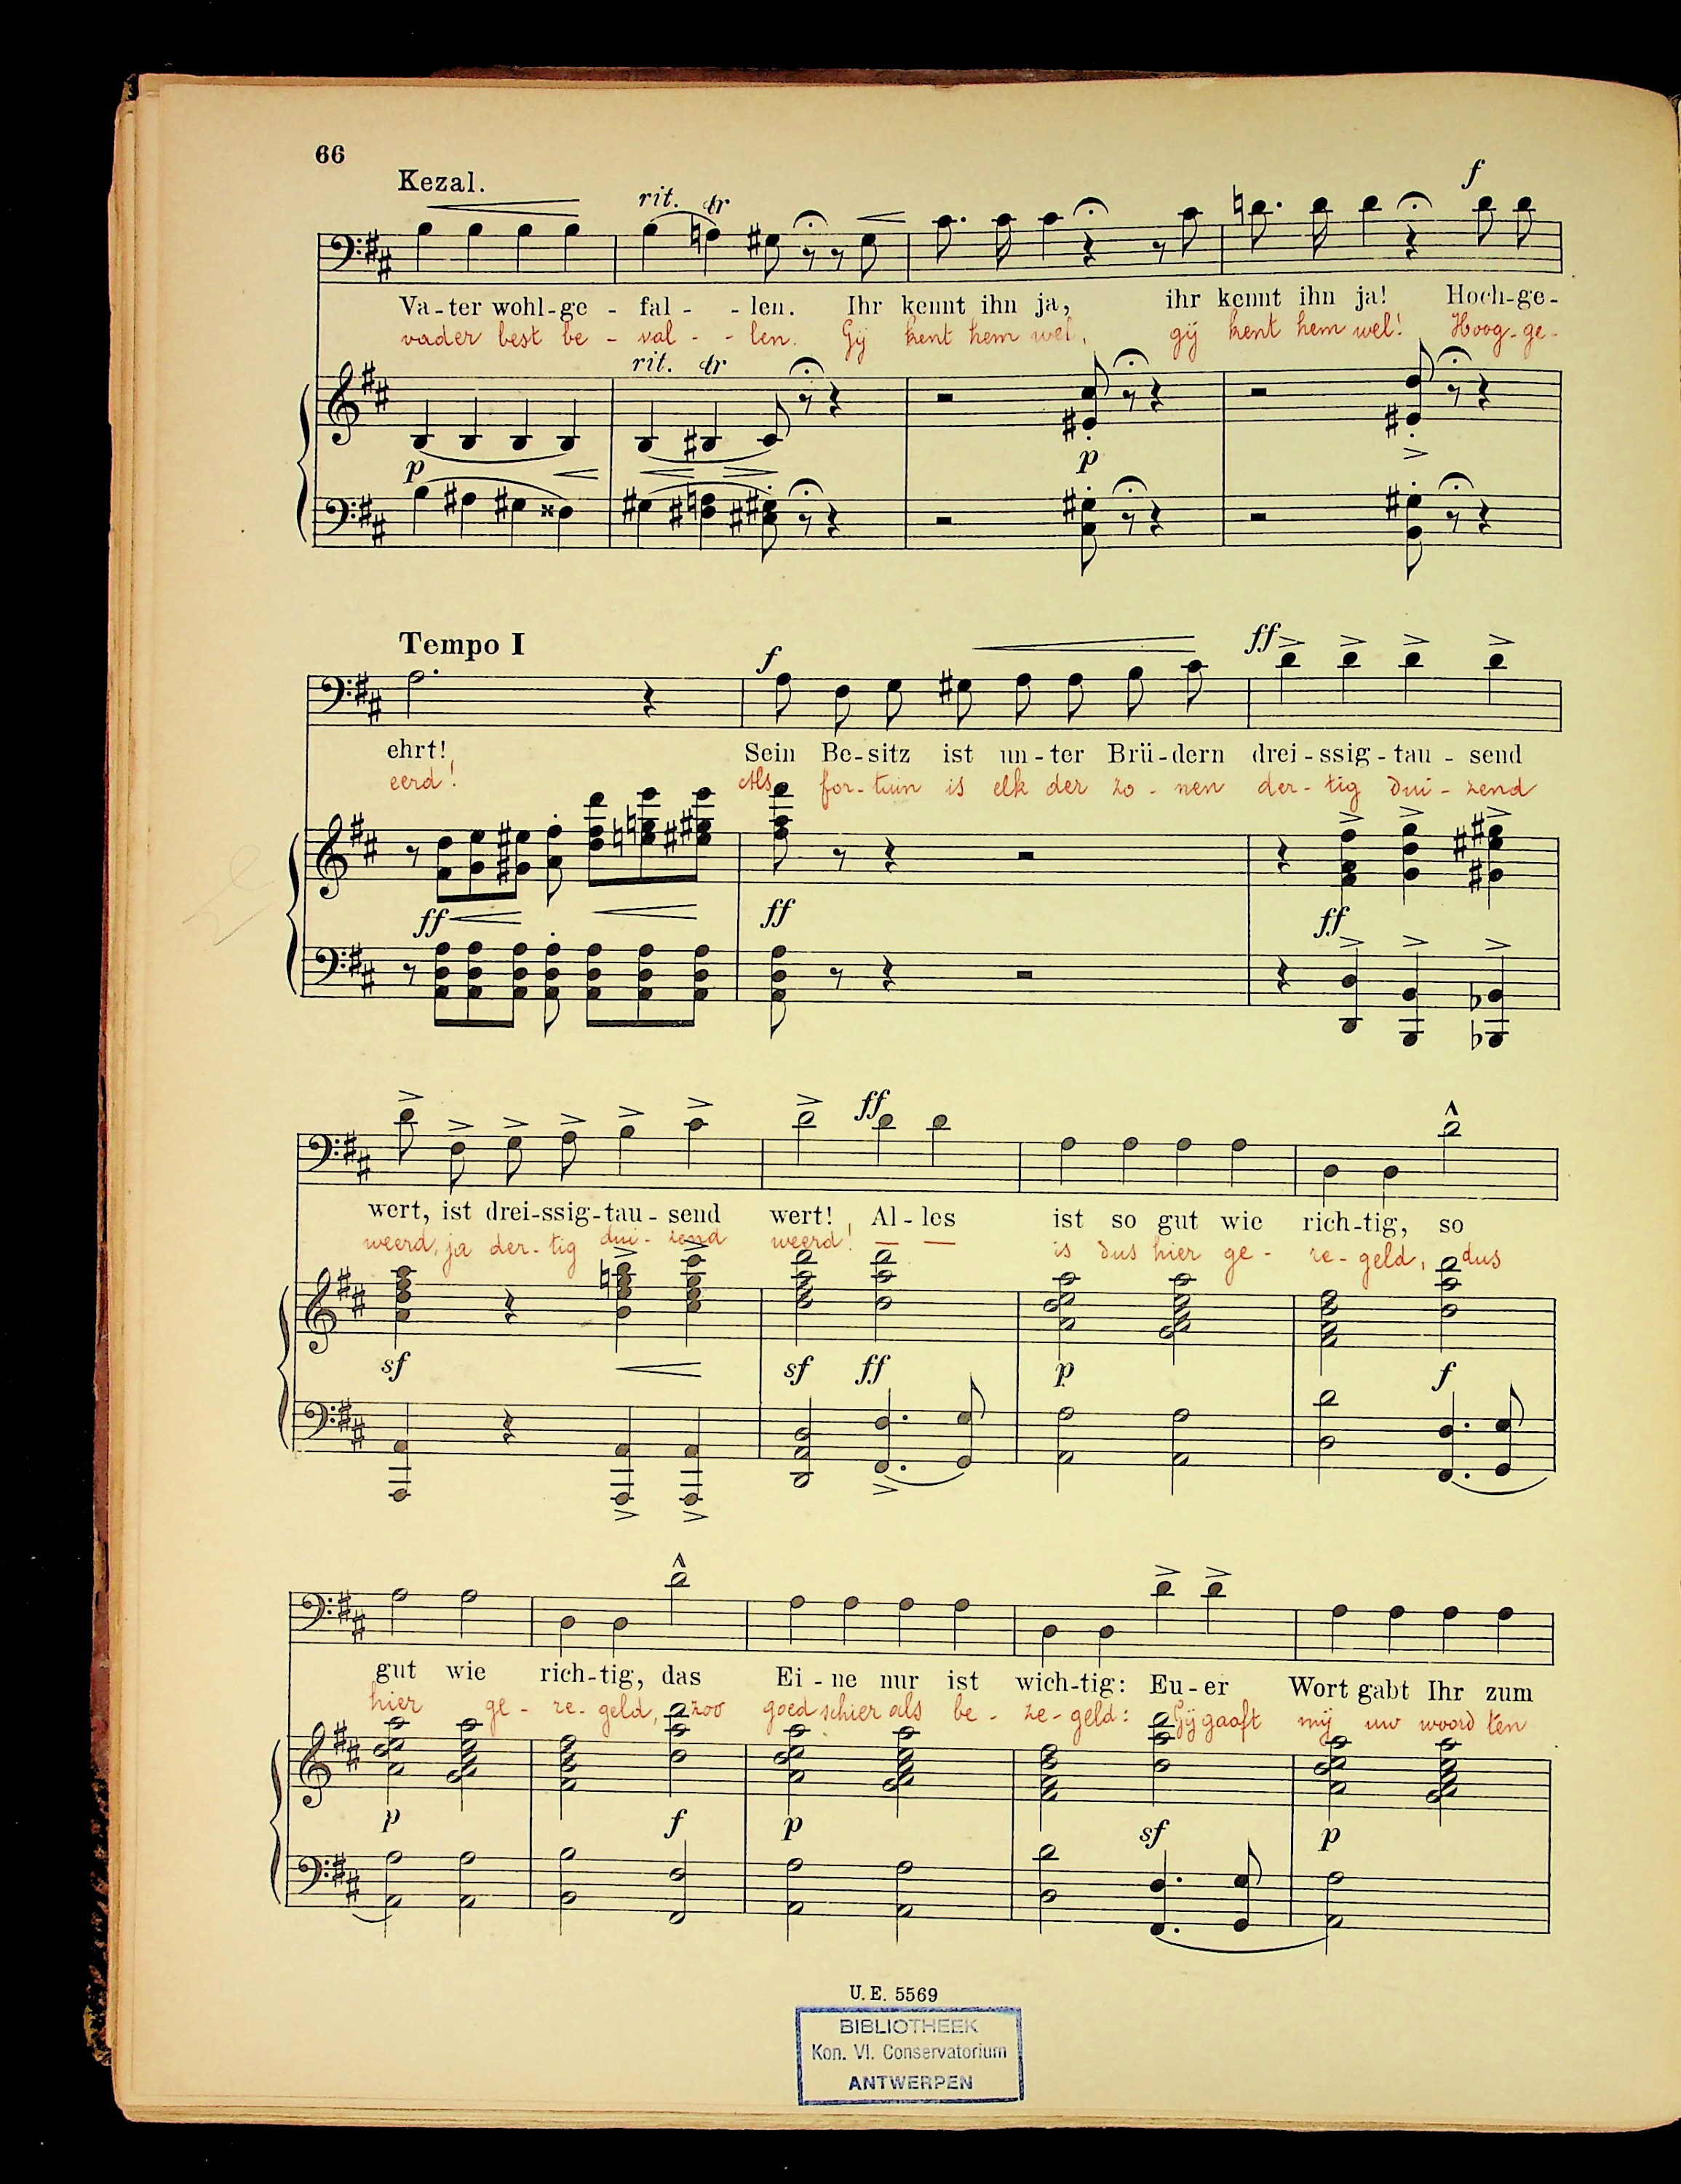 66
Kezal.
rit. tr
f
Va-ter wohl-ge - fal - - len. Ihr kennt ihn ja, ihr kennt ihn ja! Hoch-ge-
vader best be - val - - len. Gij kent hem wel, gij kent hem wel! Hoog-ge-
rit. tr
p
p
Tempo I
f
ff
ehrt! Sein Be-sitz ist un-ter Brü-dern drei-ssig-tau - send
eerd! Als for-tuin is elk der zo - nen der-tig dui - zend
ff ff ff
ff
wert, ist drei-ssig-tau - send wert! Al - les ist so gut wie rich-tig, so
weerd, ja der-tig dui - zend weerd! is dus hier ge - re - geld, dus
sf sf ff p f
gut wie rich-tig, das Ei - ne nur ist wich-tig: Eu - er Wort gabt Ihr zum
hier ge - re - geld, zoo goed schier als be - ze - geld: Gij gaaft mij uw woord ten
p f p sf p
U. E. 5569
BIBLIOTHEEK
Kon. Vl. Conservatorium
ANTWERPEN